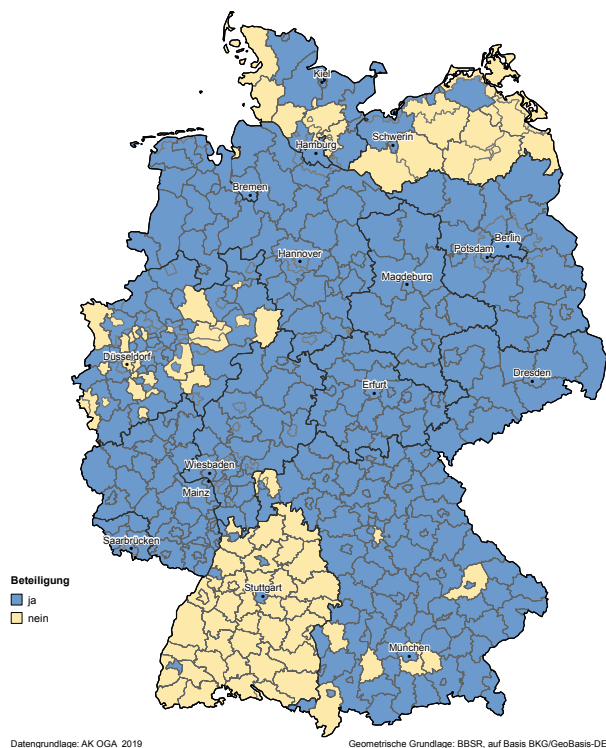 Kiel
Schwerin
Hamburg
Bremen
Berlin
Potsdam
Hannover
Magdeburg
Düsseldorf
Dresden
Erfurt
Wiesbaden
Mainz
Saarbrücken
Beteiligung
ja
nein
Stuttgart
München
Datengrundlage: AK OGA 2019
Geometrische Grundlage: BBSR, auf Basis BKG/GeoBasis-DE